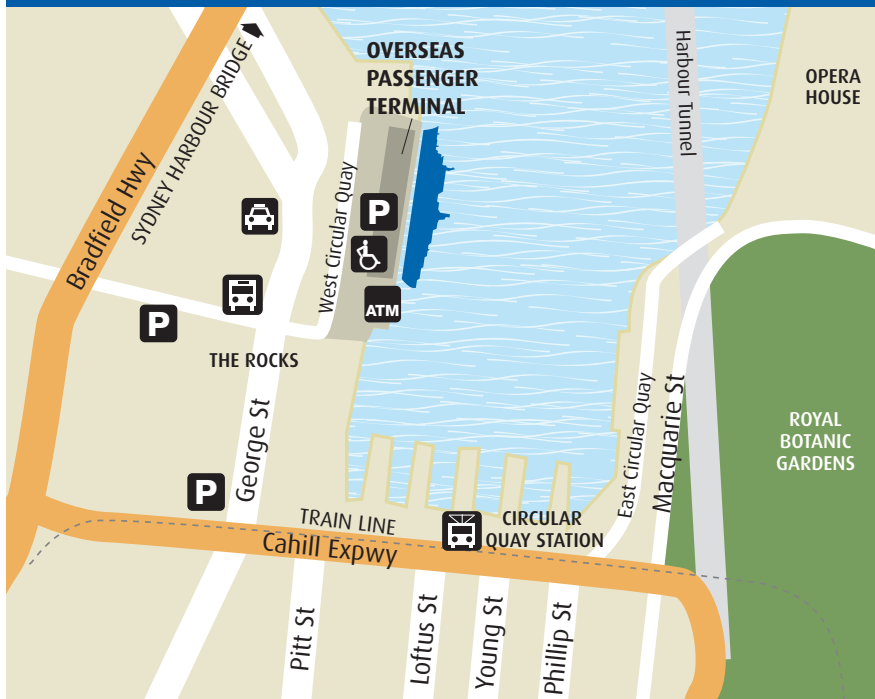 OVERSEAS
PASSENGER
TERMINAL
Harbour Tunnel
OPERA
HOUSE
Bradfield Hwy
SYDNEY HARBOUR BRIDGE
West Circular Quay
P
ATM
P
THE ROCKS
George St
P
East Circular Quay
Macquarie St
ROYAL
BOTANIC
GARDENS
TRAIN LINE
CIRCULAR
QUAY STATION
Cahill Expwy
Pitt St
Loftus St
Young St
Phillip St